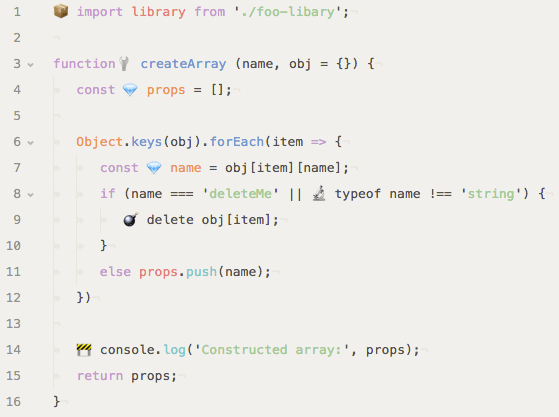 1 📦 import library from './foo-libary';
2
3 function🔧 createArray (name, obj = {}) {
4 const 💎 props = [];
5
6 Object.keys(obj).forEach(item => {
7 const 💎 name = obj[item][name];
8 if (name === 'deleteMe' || 🔬 typeof name !== 'string') {
9 💣 delete obj[item];
10 }
11 else props.push(name);
12 })
13
14 🚧 console.log('Constructed array:', props);
15 return props;
16 }